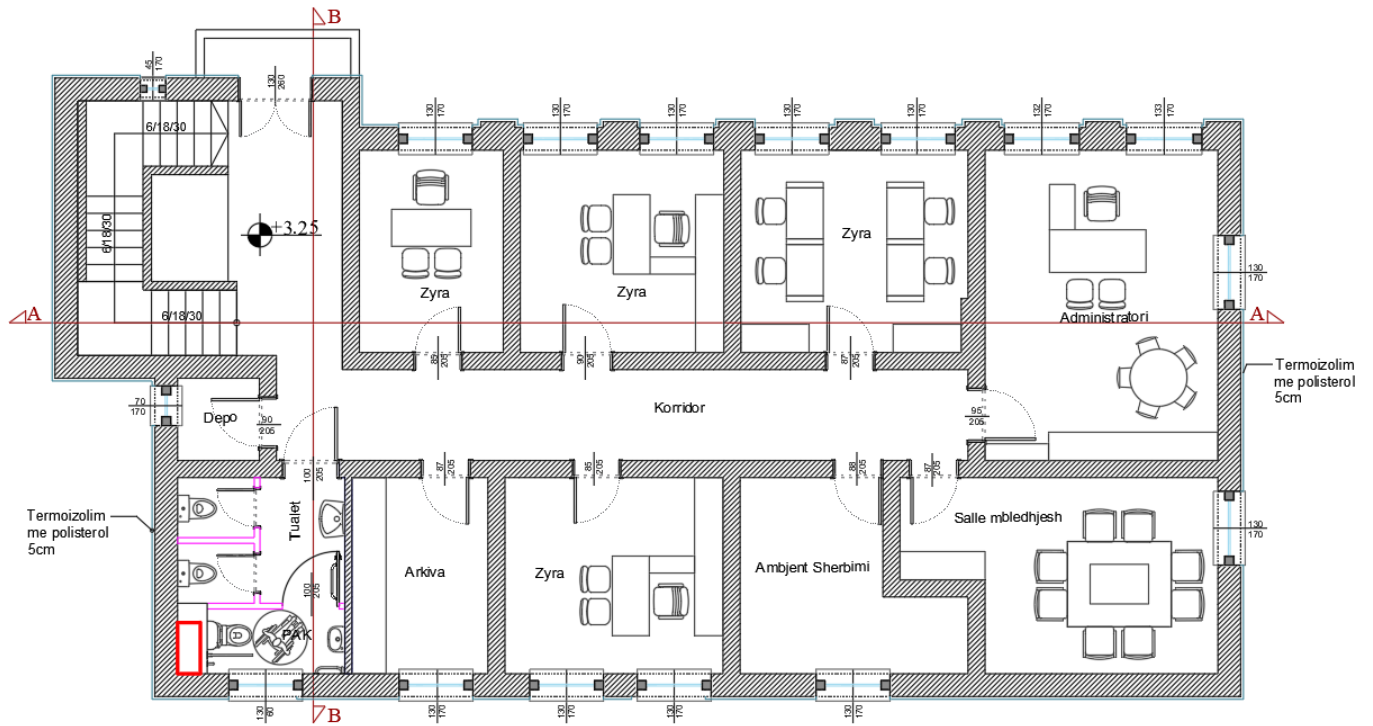 B
45
170
130
260
130
170
130
170
130
170
130
170
130
170
132
170
133
170
6/18/30
6/18/30
+3.25
Zyra
Zyra
Zyra
130
170
A
6/18/30
Administratori
A
85
205
90
205
87
205
Termoizolim
me polisterol
5cm
70
170
Depo
90
205
Korridor
95
205
100
205
87
205
85
205
88
205
87
205
Termoizolim
me polisterol
5cm
Tualet
Salle mbledhjesh
130
170
Arkiva
Zyra
Ambjent Sherbimi
100
205
PAK
130
60
130
170
130
170
130
170
130
170
B